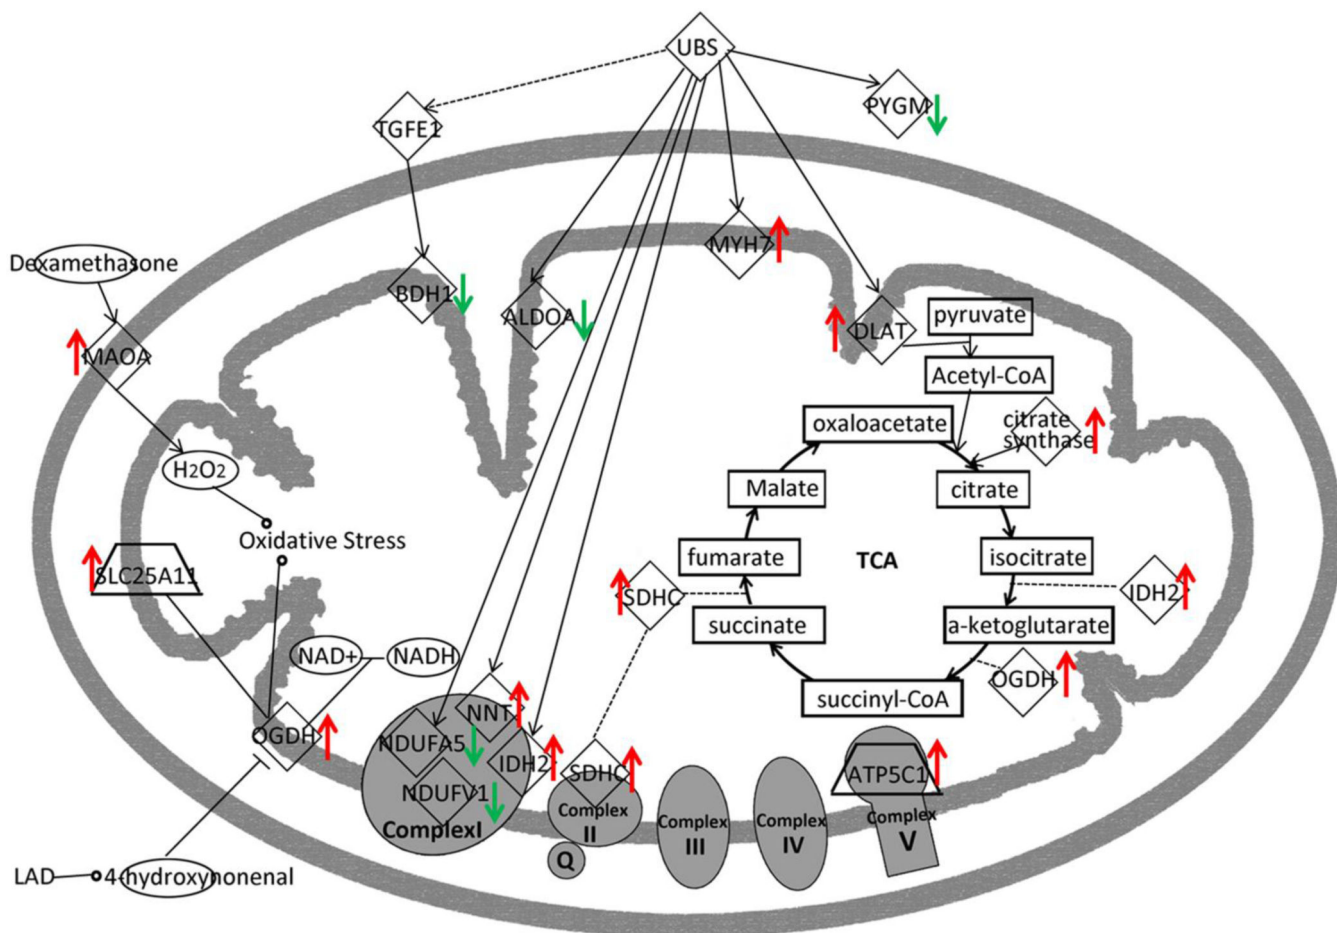 UBS
PYGM
TGFE1
MYH7
Dexamethasone
BDH1
ALDOA
DLAT
pyruvate
MAOA
Acetyl-CoA
oxaloacetate
citrate
synthase
H2O2
Malate
citrate
Oxidative Stress
fumarate
TCA
isocitrate
SLC25A11
SDHC
IDH2
succinate
a-ketoglutarate
NAD+
NADH
OGDH
succinyl-CoA
NNT
OGDH
NDUFA5
IDH2
SDHC
ATP5C1
NDUFV1
ComplexI
Complex
II
Complex
III
Complex
IV
Complex
V
Q
LAD
4-hydroxynonenal